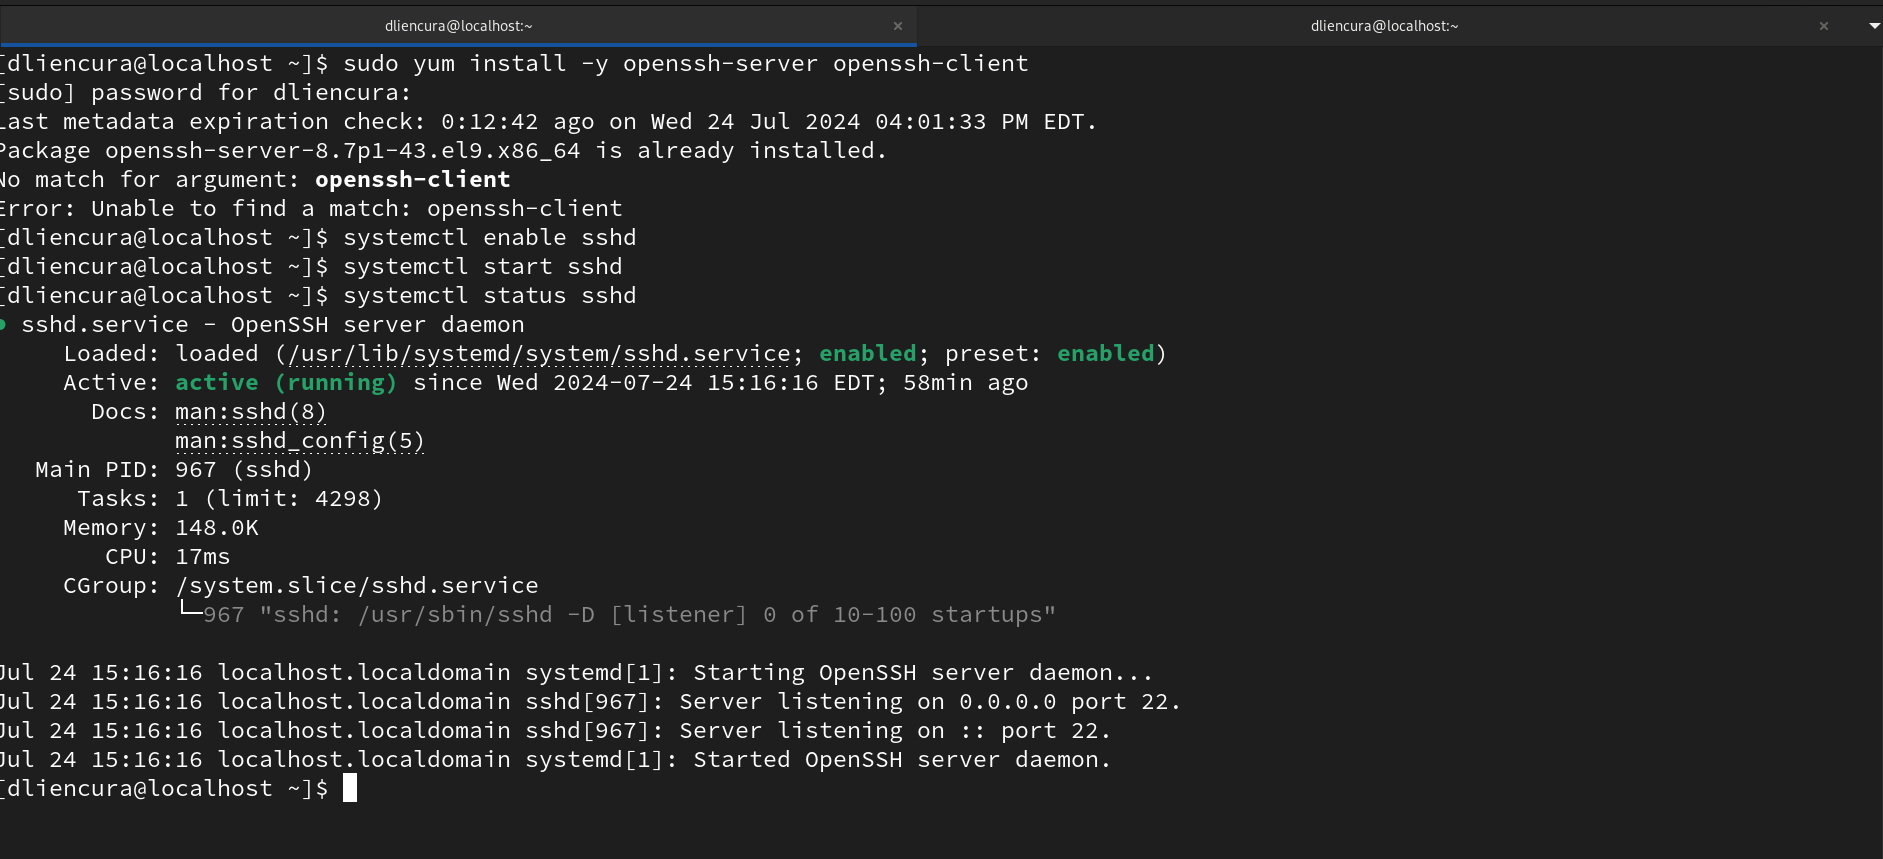 dliencura@localhost:~ × dliencura@localhost:~ ×
[dliencura@localhost ~]$ sudo yum install -y openssh-server openssh-client
[sudo] password for dliencura:
Last metadata expiration check: 0:12:42 ago on Wed 24 Jul 2024 04:01:33 PM EDT.
Package openssh-server-8.7p1-43.el9.x86_64 is already installed.
No match for argument: openssh-client
Error: Unable to find a match: openssh-client
[dliencura@localhost ~]$ systemctl enable sshd
[dliencura@localhost ~]$ systemctl start sshd
[dliencura@localhost ~]$ systemctl status sshd
● sshd.service - OpenSSH server daemon
     Loaded: loaded (/usr/lib/systemd/system/sshd.service; enabled; preset: enabled)
     Active: active (running) since Wed 2024-07-24 15:16:16 EDT; 58min ago
       Docs: man:sshd(8)
             man:sshd_config(5)
   Main PID: 967 (sshd)
      Tasks: 1 (limit: 4298)
     Memory: 148.0K
        CPU: 17ms
     CGroup: /system.slice/sshd.service
             └─967 "sshd: /usr/sbin/sshd -D [listener] 0 of 10-100 startups"
Jul 24 15:16:16 localhost.localdomain systemd[1]: Starting OpenSSH server daemon...
Jul 24 15:16:16 localhost.localdomain sshd[967]: Server listening on 0.0.0.0 port 22.
Jul 24 15:16:16 localhost.localdomain sshd[967]: Server listening on :: port 22.
Jul 24 15:16:16 localhost.localdomain systemd[1]: Started OpenSSH server daemon.
[dliencura@localhost ~]$